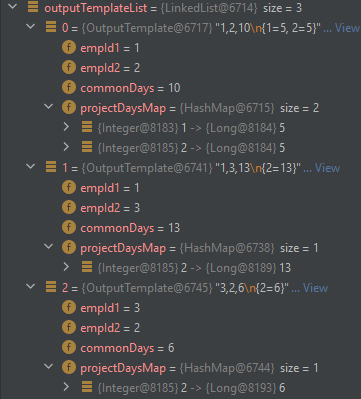 outputTemplateList = {LinkedList@6714} size = 3
0 = {OutputTemplate@6717} "1,2,10\n{1=5, 2=5}" ... View
empId1 = 1
empId2 = 2
commonDays = 10
projectDaysMap = {HashMap@6715} size = 2
{Integer@8183} 1 -> {Long@8184} 5
{Integer@8185} 2 -> {Long@8184} 5
1 = {OutputTemplate@6741} "1,3,13\n{2=13}" ... View
empId1 = 1
empId2 = 3
commonDays = 13
projectDaysMap = {HashMap@6738} size = 1
{Integer@8185} 2 -> {Long@8189} 13
2 = {OutputTemplate@6745} "3,2,6\n{2=6}" ... View
empId1 = 3
empId2 = 2
commonDays = 6
projectDaysMap = {HashMap@6744} size = 1
{Integer@8185} 2 -> {Long@8193} 6